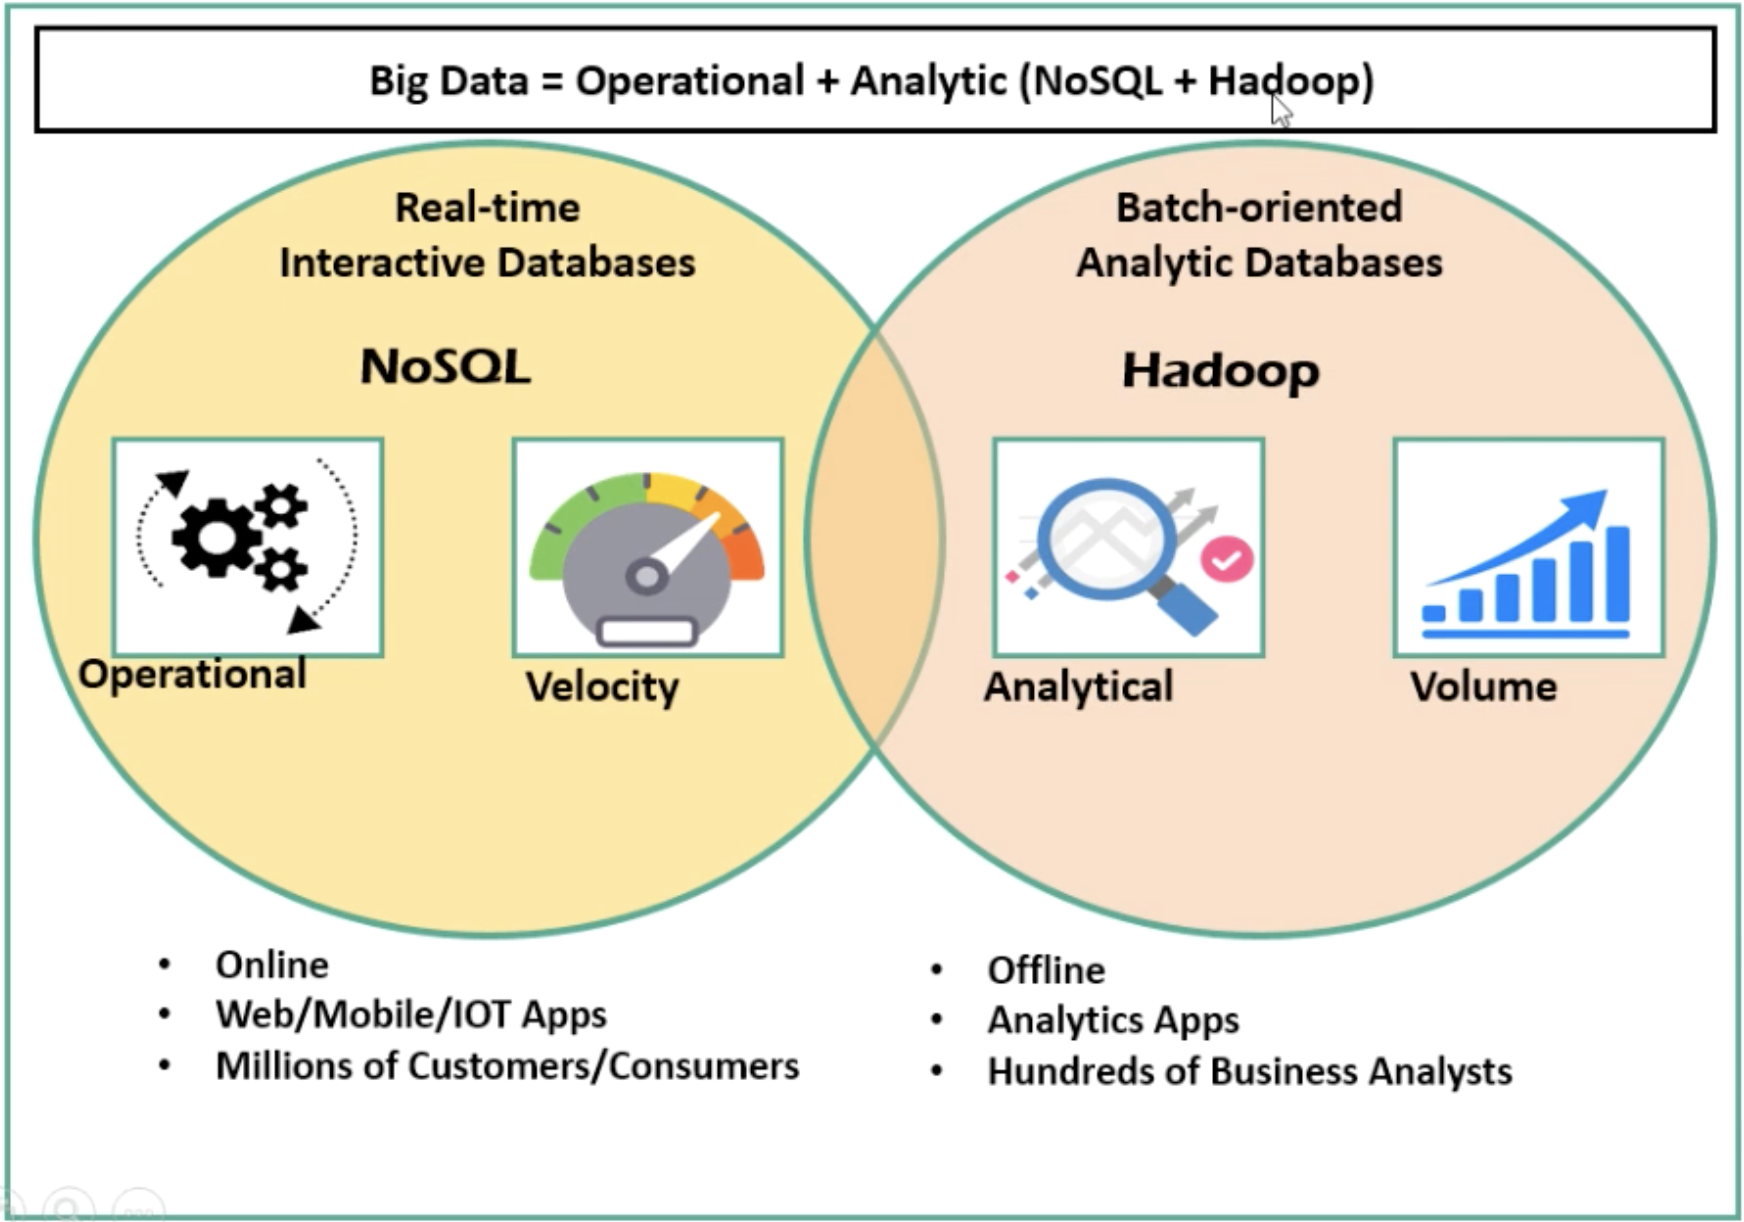 Big Data = Operational + Analytic (NoSQL + Hadoop)
Real-time
Interactive Databases
NoSQL
Operational
Velocity
Batch-oriented
Analytic Databases
Hadoop
Analytical
Volume
• Online
• Web/Mobile/IOT Apps
• Millions of Customers/Consumers
• Offline
• Analytics Apps
• Hundreds of Business Analysts